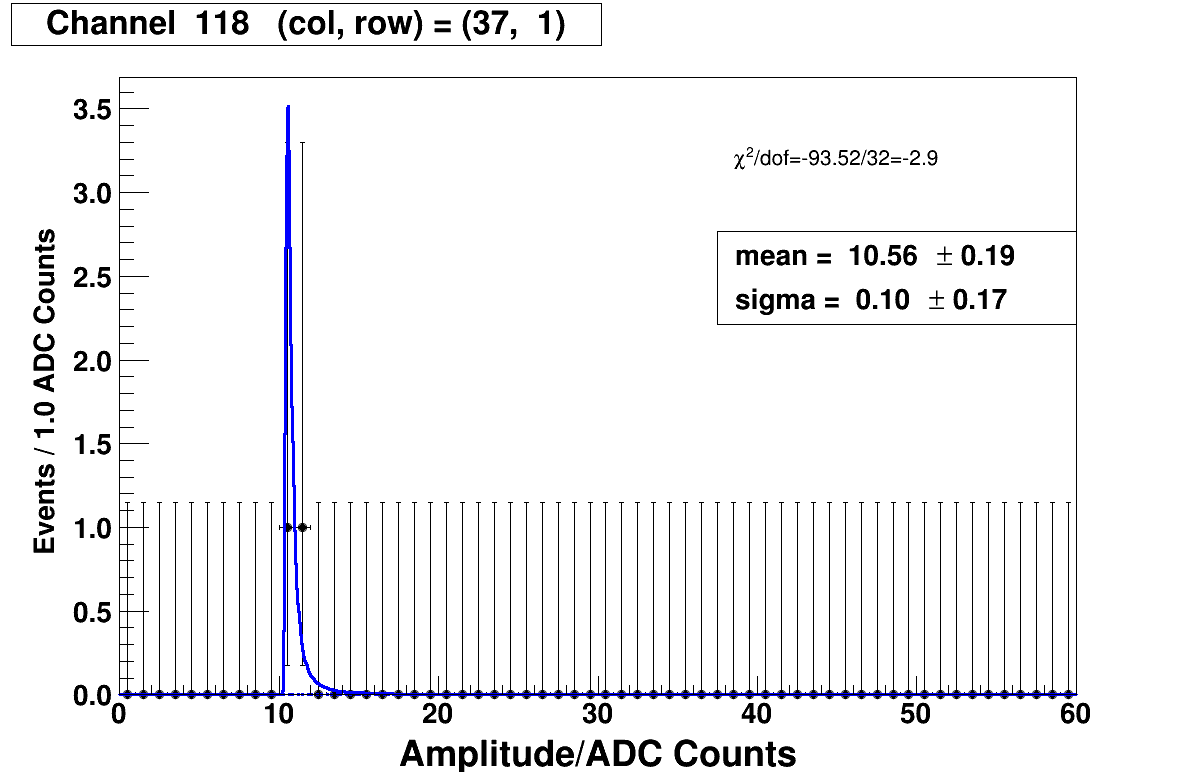 Channel 118 (col, row) = (37, 1)
3.5
3.0
2.5
2.0
1.5
1.0
0.5
0.0
Events / 1.0 ADC Counts
χ²/dof=-93.52/32=-2.9
mean = 10.56 ± 0.19
sigma = 0.10 ± 0.17
0 10 20 30 40 50 60
Amplitude/ADC Counts